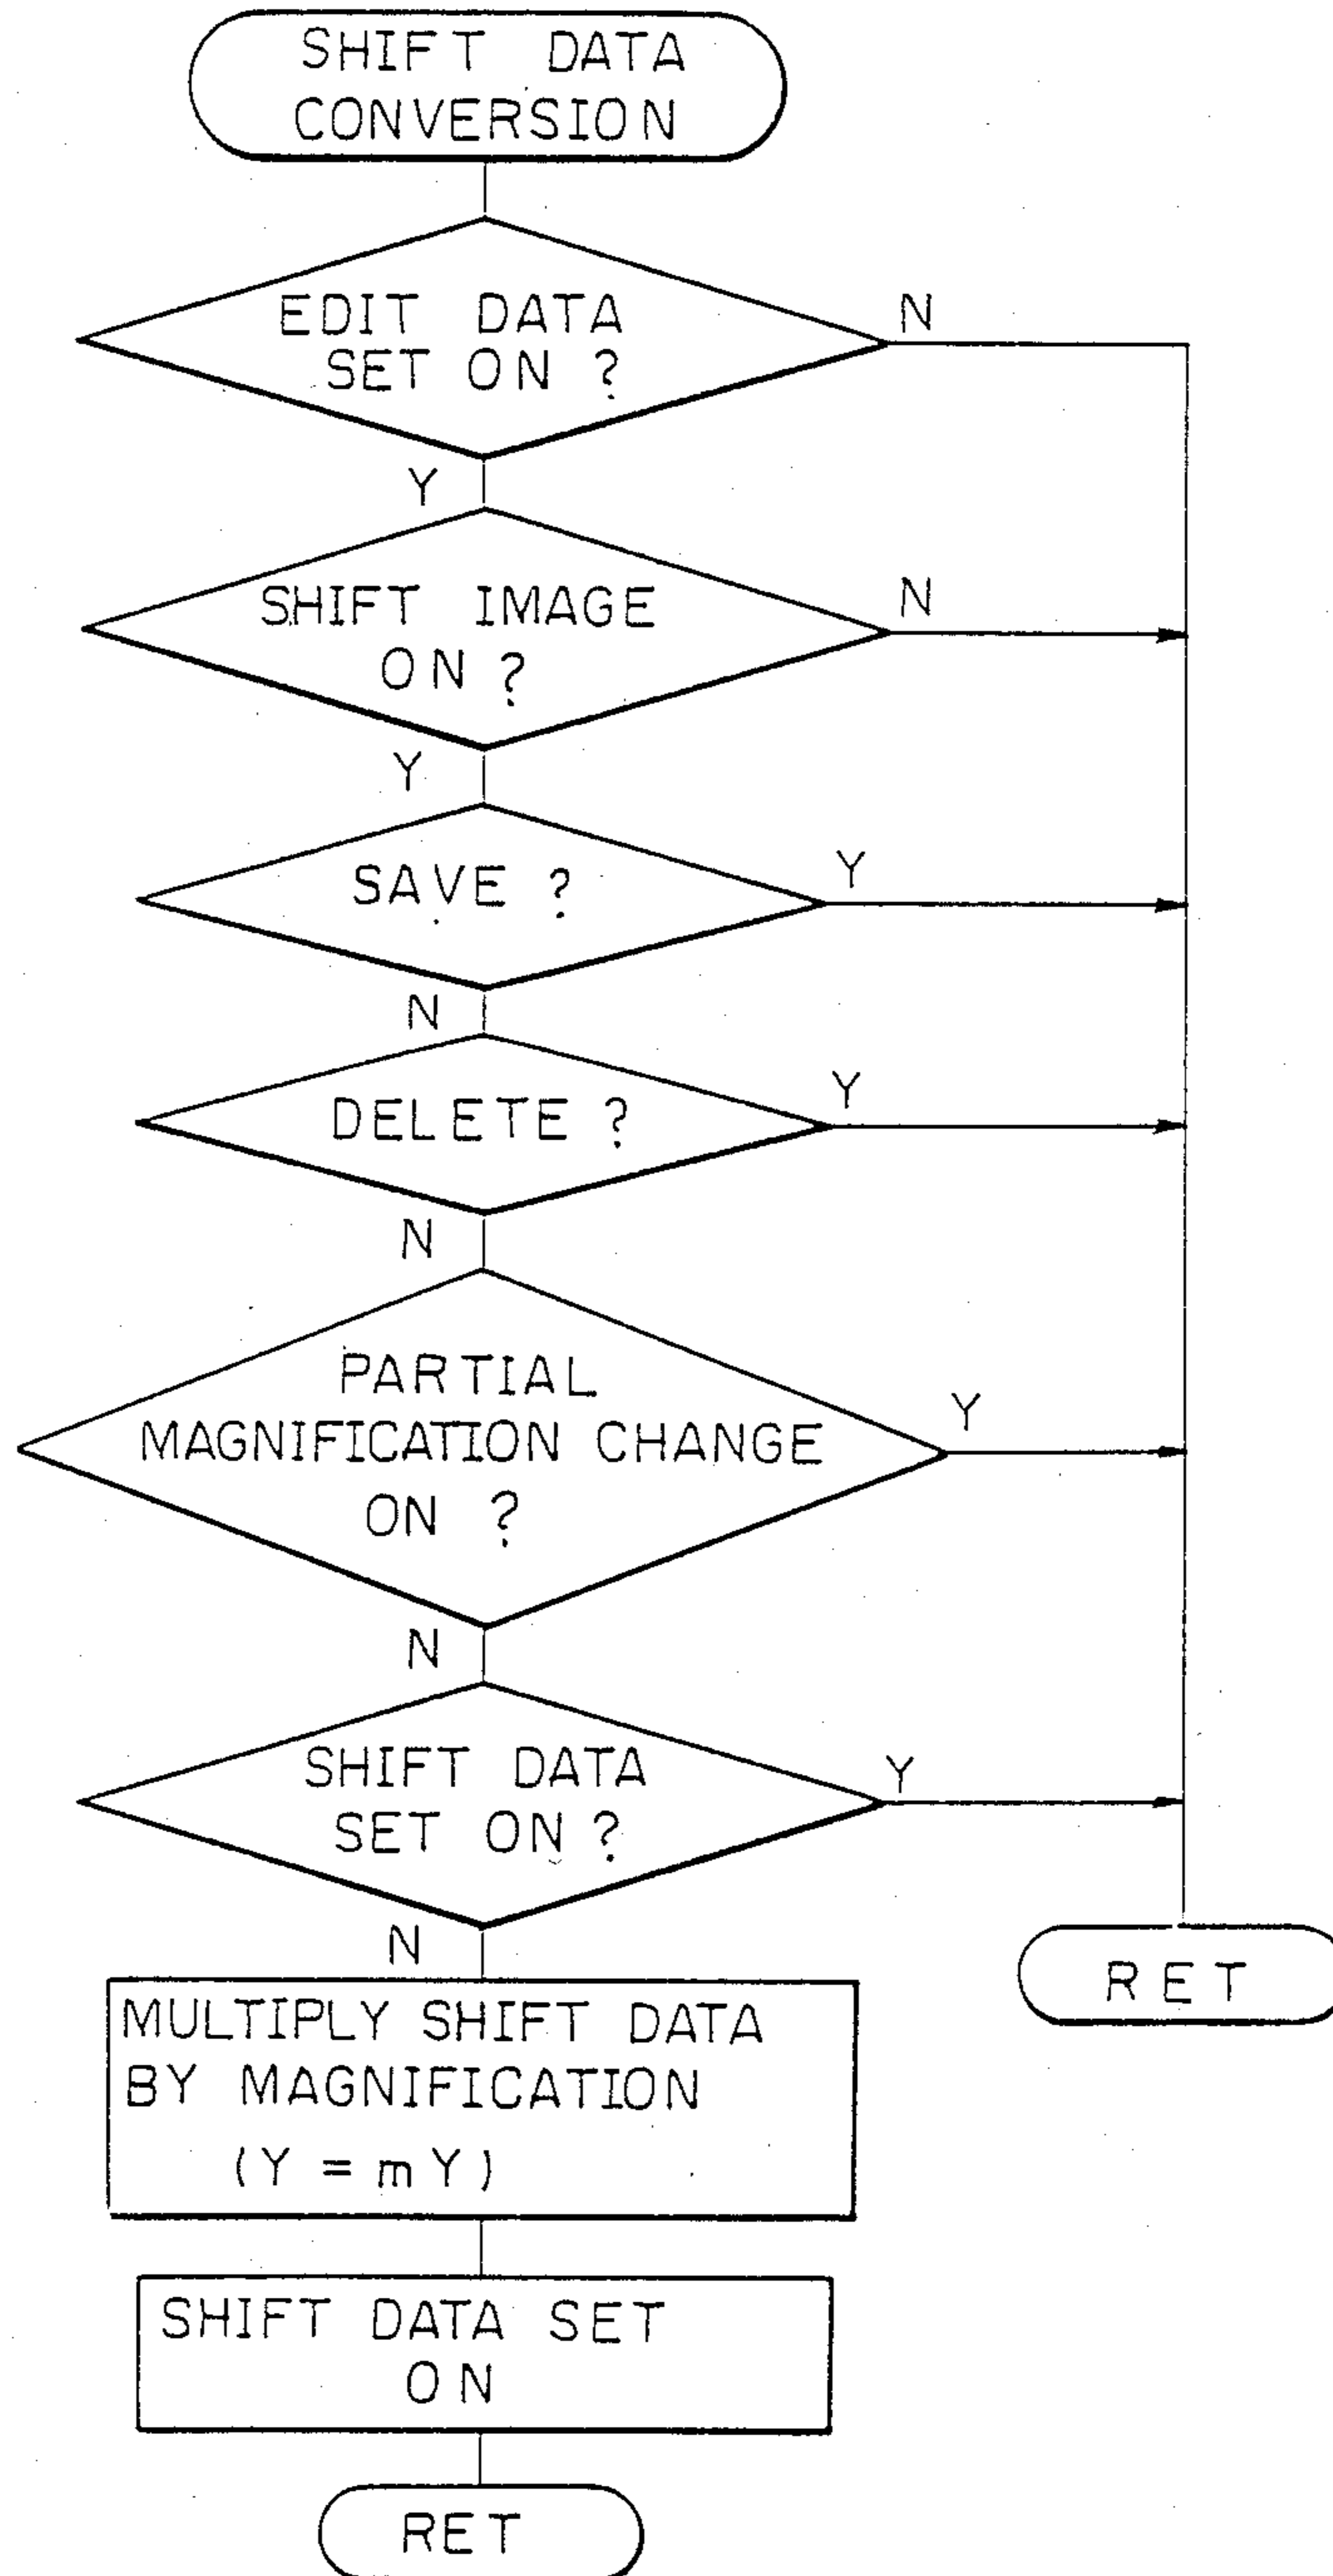 SHIFT DATA
CONVERSION
EDIT DATA
SET ON ?
N
Y
SHIFT IMAGE
ON ?
N
Y
SAVE ?
Y
N
DELETE ?
Y
N
PARTIAL
MAGNIFICATION CHANGE
ON ?
Y
N
SHIFT DATA
SET ON ?
Y
N
RET
MULTIPLY SHIFT DATA
BY MAGNIFICATION
(Y = mY)
SHIFT DATA SET
ON
RET